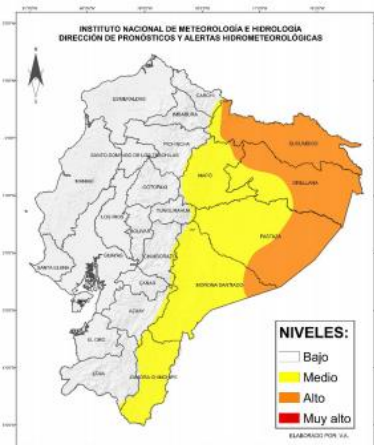 INSTITUTO NACIONAL DE METEOROLOGÍA E HIDROLOGÍA
DIRECCIÓN DE PRONÓSTICOS Y ALERTAS HIDROMETEOROLÓGICAS
CARCHI
ESMERALDAS
IMBABURA
SUCUMBIOS
PICHINCHA
SANTO DOMINGO DE LOS TSACHILAS
NAPO
ORELLANA
MANABI
COTOPAXI
TUNGURAHUA
LOS RIOS
BOLIVAR
PASTAZA
GUAYAS
CHIMBORAZO
SANTA ELENA
MORONA SANTIAGO
CAÑAR
AZUAY
EL ORO
LOJA
ZAMORA CHINCHIPE
NIVELES:
Bajo
Medio
Alto
Muy alto
ELABORADO POR: V.A.